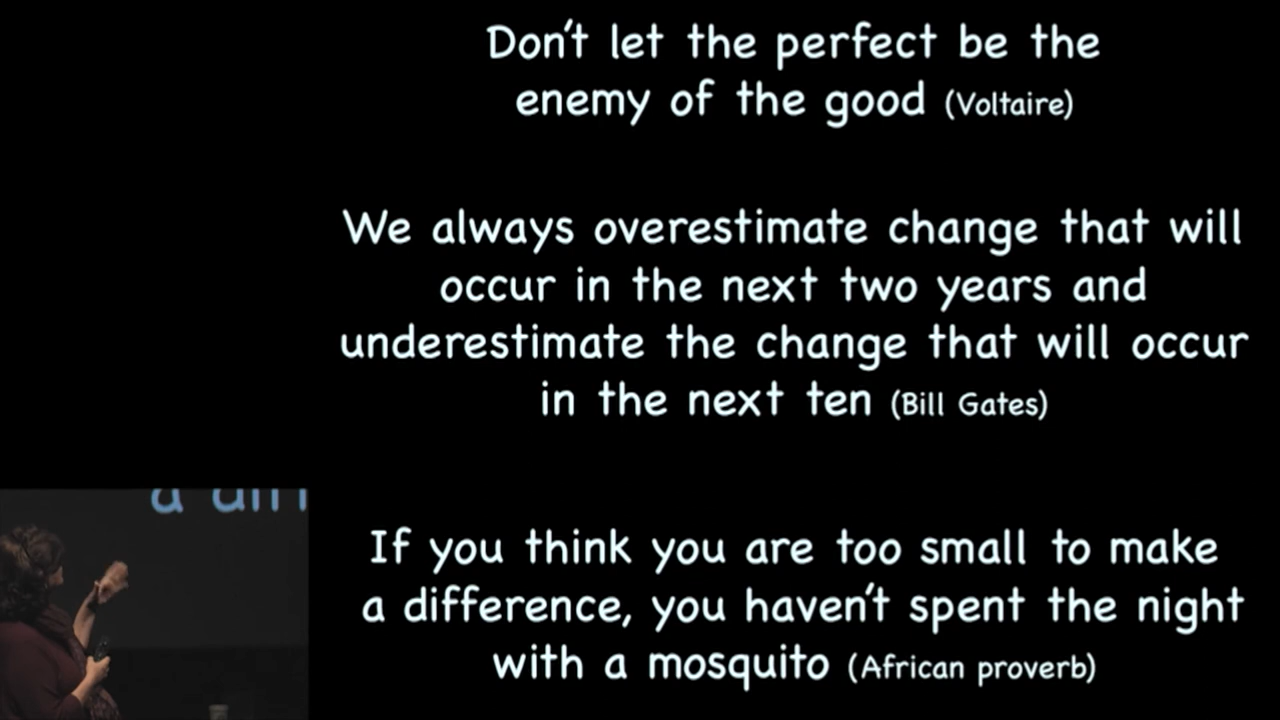 Don't let the perfect be the
enemy of the good (Voltaire)
We always overestimate change that will
occur in the next two years and
underestimate the change that will occur
in the next ten (Bill Gates)
If you think you are too small to make
a difference, you haven't spent the night
with a mosquito (African proverb)